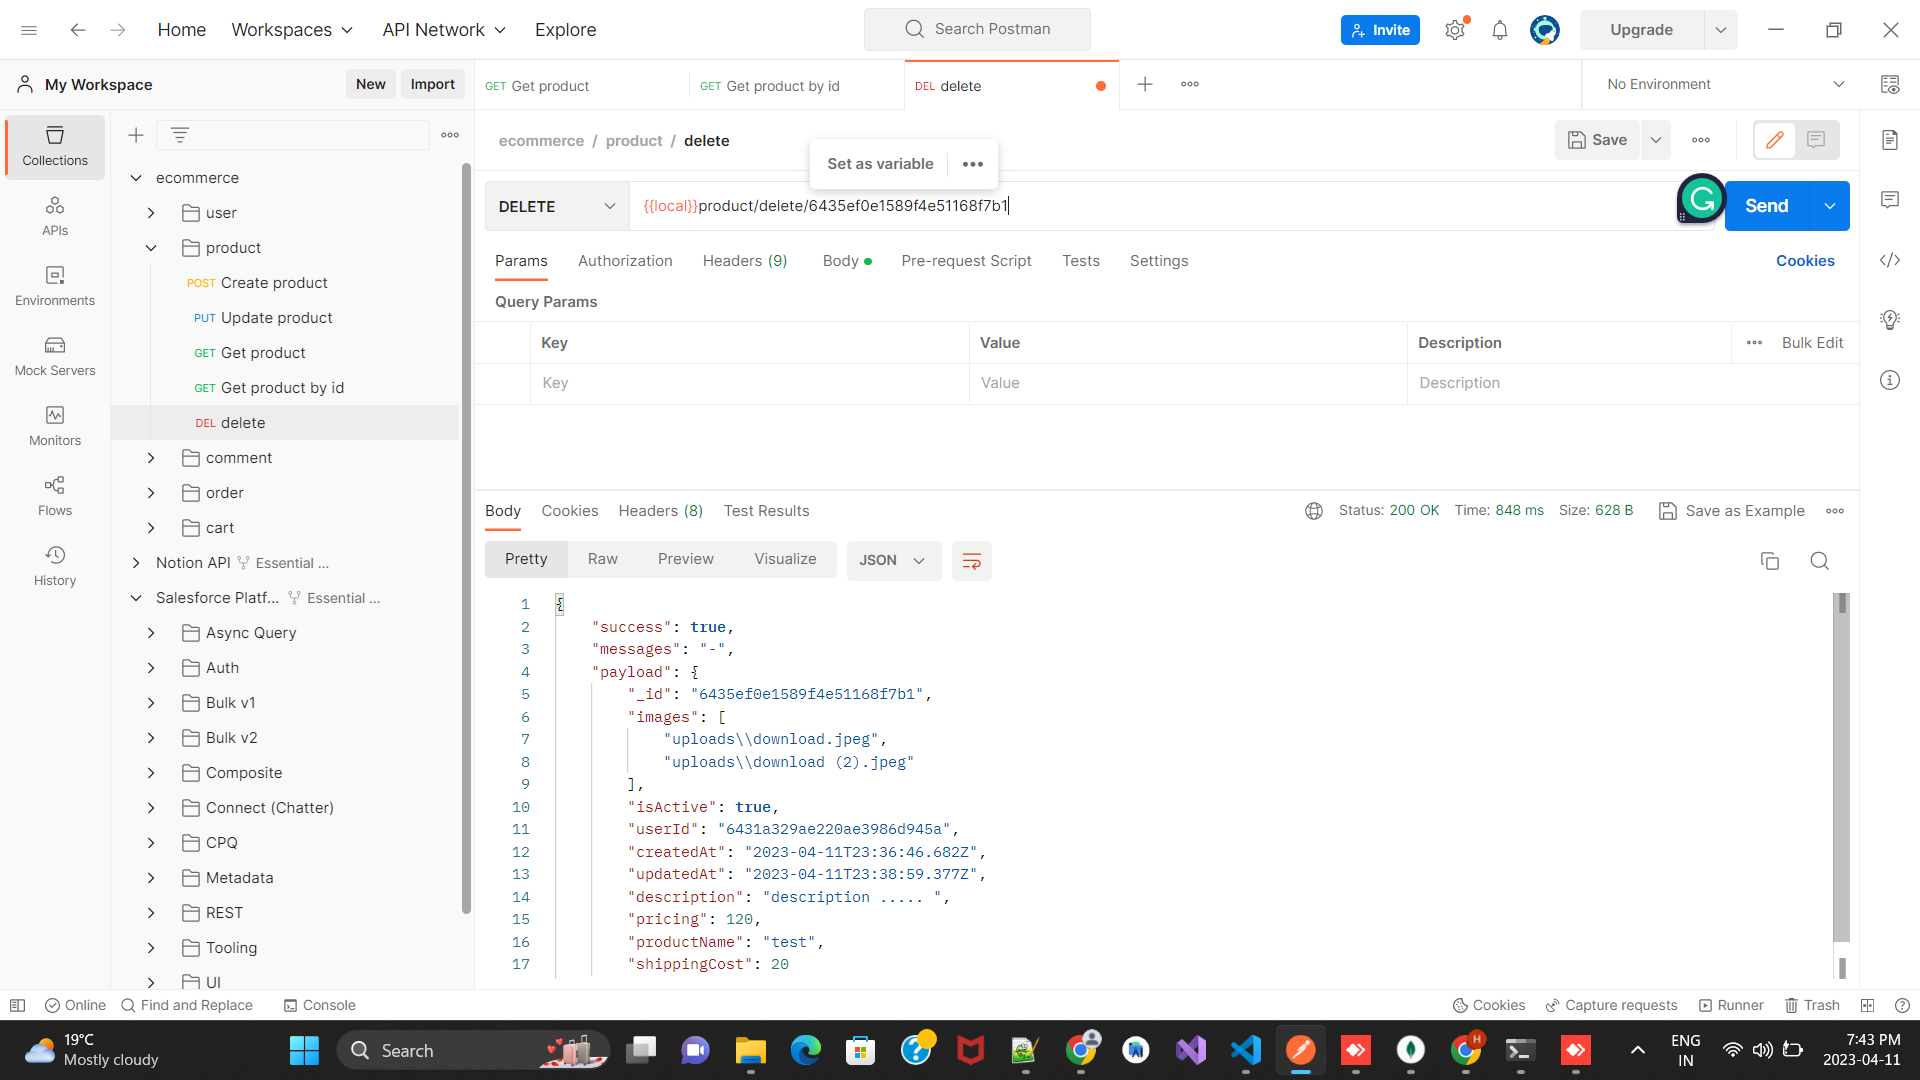 Home
Workspaces
API Network
Explore
Search Postman
Invite
Upgrade
My Workspace
New
Import
GET Get product
GET Get product by id
DEL delete
No Environment
Collections
APIs
Environments
Mock Servers
Monitors
Flows
History
ecommerce
user
product
POST Create product
PUT Update product
GET Get product
GET Get product by id
DEL delete
comment
order
cart
Notion API Essential ...
Salesforce Platf... Essential ...
Async Query
Auth
Bulk v1
Bulk v2
Composite
Connect (Chatter)
CPQ
Metadata
REST
Tooling
UI
ecommerce / product / delete
Save
Set as variable
DELETE
{{local}}product/delete/6435ef0e1589f4e51168f7b1
Send
Params
Authorization
Headers (9)
Body
Pre-request Script
Tests
Settings
Cookies
Query Params
Key
Value
Description
Bulk Edit
Key
Value
Description
Body
Cookies
Headers (8)
Test Results
Status: 200 OK
Time: 848 ms
Size: 628 B
Save as Example
Pretty
Raw
Preview
Visualize
JSON
1 {
2 "success": true,
3 "messages": "-",
4 "payload": {
5 "_id": "6435ef0e1589f4e51168f7b1",
6 "images": [
7 "uploads\\download.jpeg",
8 "uploads\\download (2).jpeg"
9 ],
10 "isActive": true,
11 "userId": "6431a329ae220ae3986d945a",
12 "createdAt": "2023-04-11T23:36:46.682Z",
13 "updatedAt": "2023-04-11T23:38:59.377Z",
14 "description": "description ..... ",
15 "pricing": 120,
16 "productName": "test",
17 "shippingCost": 20
Online
Find and Replace
Console
Cookies
Capture requests
Runner
Trash
19°C
Mostly cloudy
Search
H
ENG
IN
7:43 PM
2023-04-11